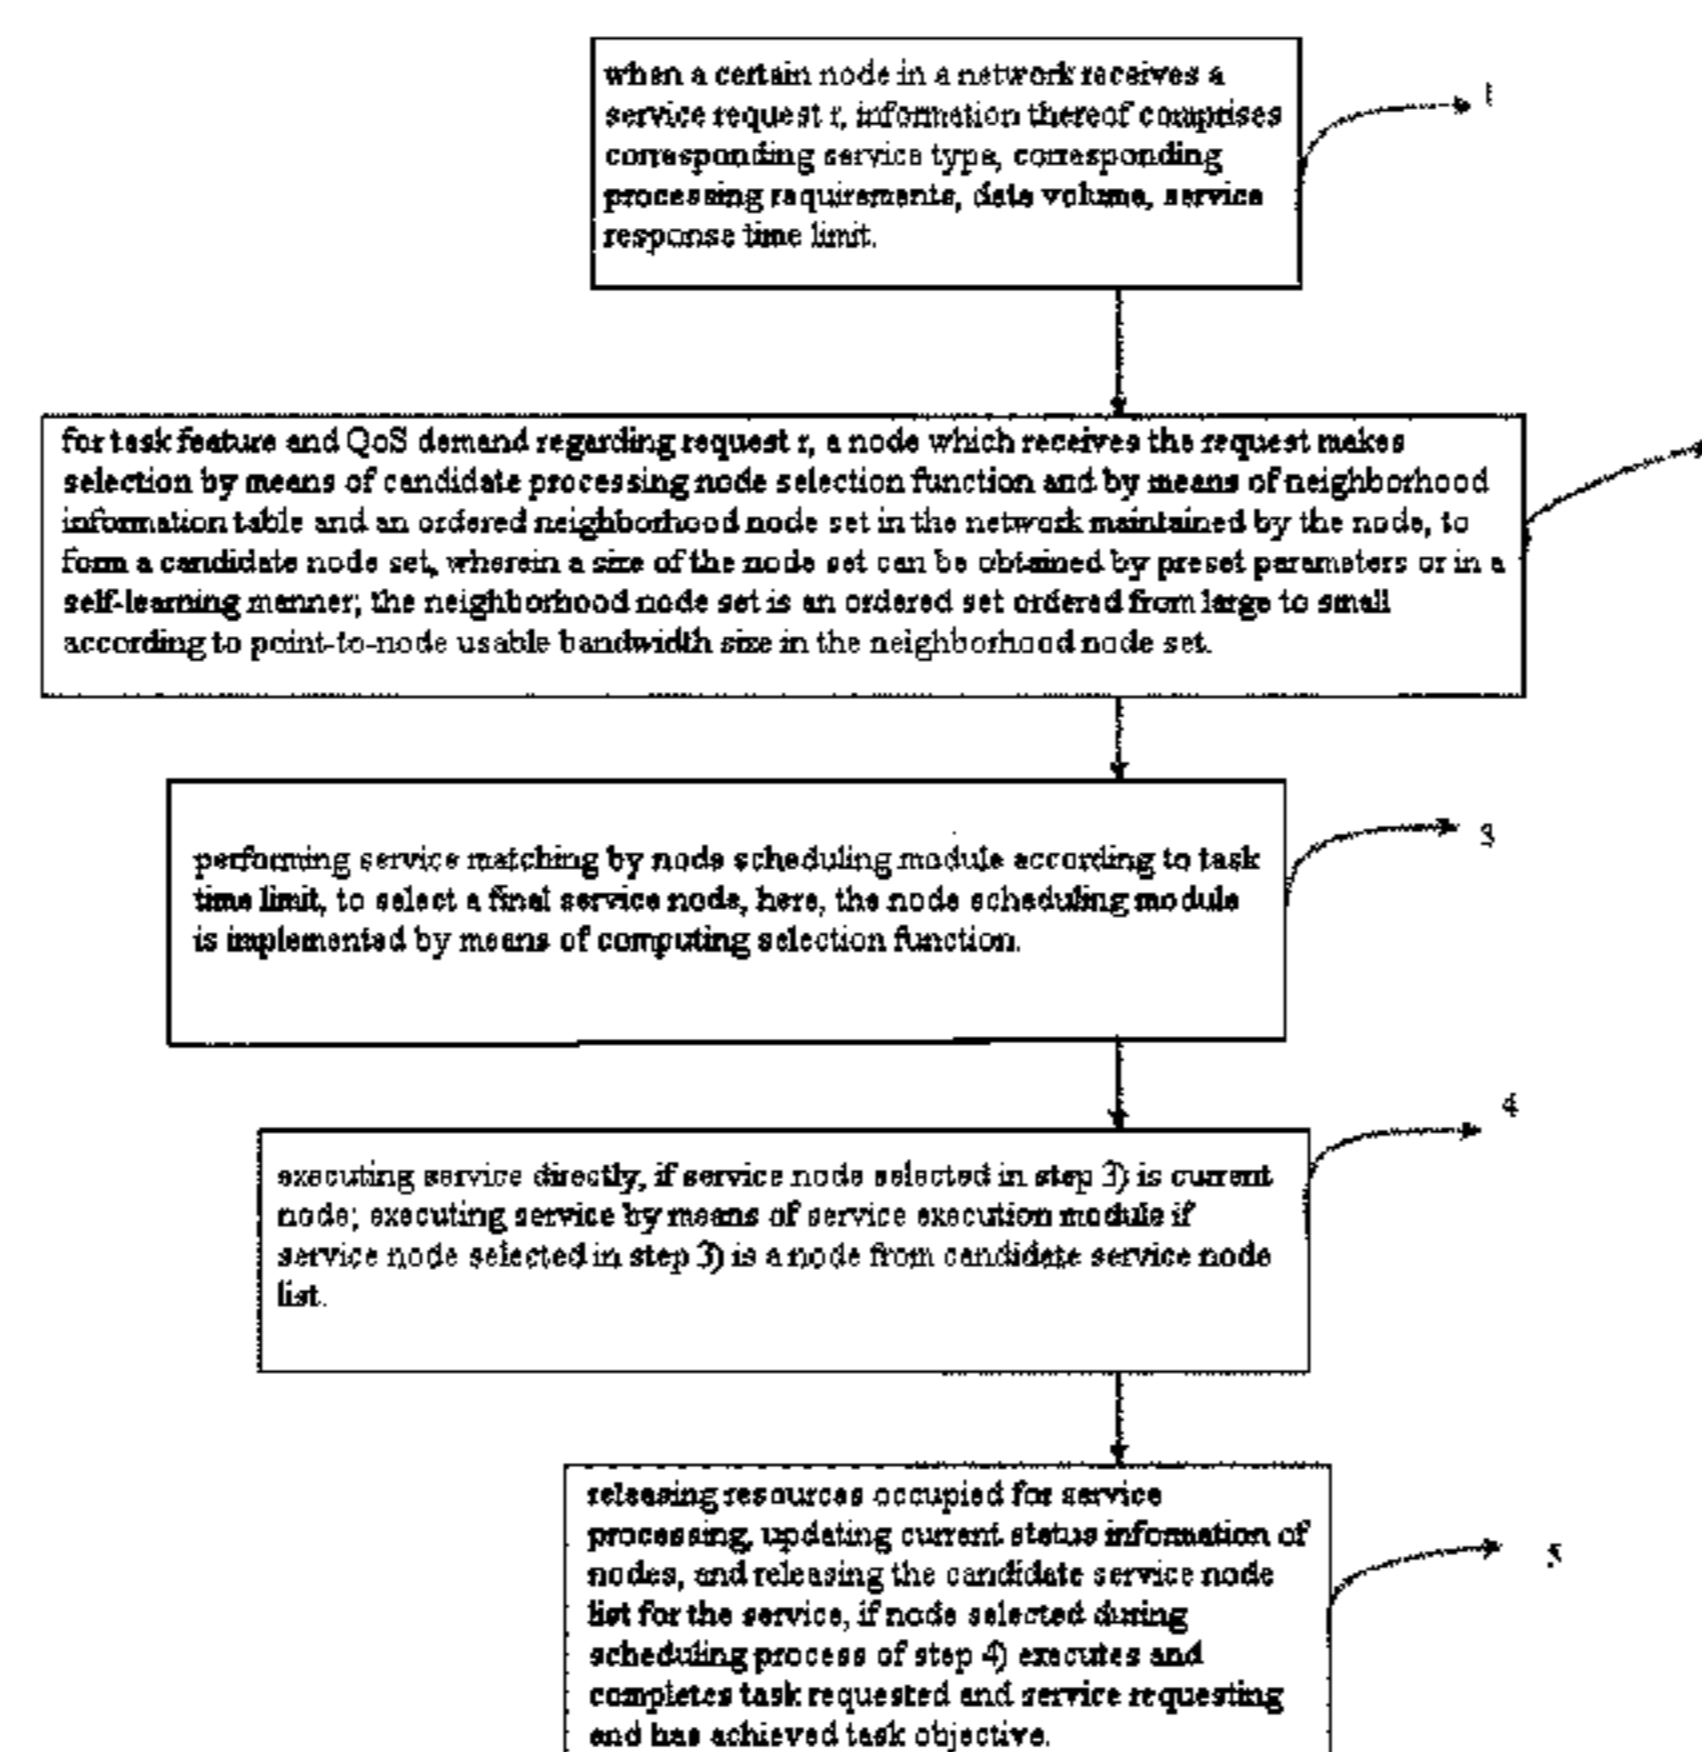 when a certain node in a network receives a
service request r, information thereof comprises
corresponding service type, corresponding
processing requirements, data volume, service
response time limit.
1
for task feature and QoS demand regarding request r, a node which receives the request makes
selection by means of candidate processing node selection function and by means of neighborhood
information table and an ordered neighborhood node set in the network maintained by the node, to
form a candidate node set, wherein a size of the node set can be obtained by preset parameters or in a
self-learning manner; the neighborhood node set is an ordered set ordered from large to small
according to point-to-node usable bandwidth size in the neighborhood node set.
performing service matching by node scheduling module according to task
time limit, to select a final service node, here, the node scheduling module
is implemented by means of computing selection function.
3
executing service directly, if service node selected in step 3) is current
node; executing service by means of service execution module if
service node selected in step 3) is a node from candidate service node
list.
4
releasing resources occupied for service
processing, updating current status information of
nodes, and releasing the candidate service node
list for the service, if node selected during
scheduling process of step 4) executes and
completes task requested and service requesting
end has achieved task objective.
5